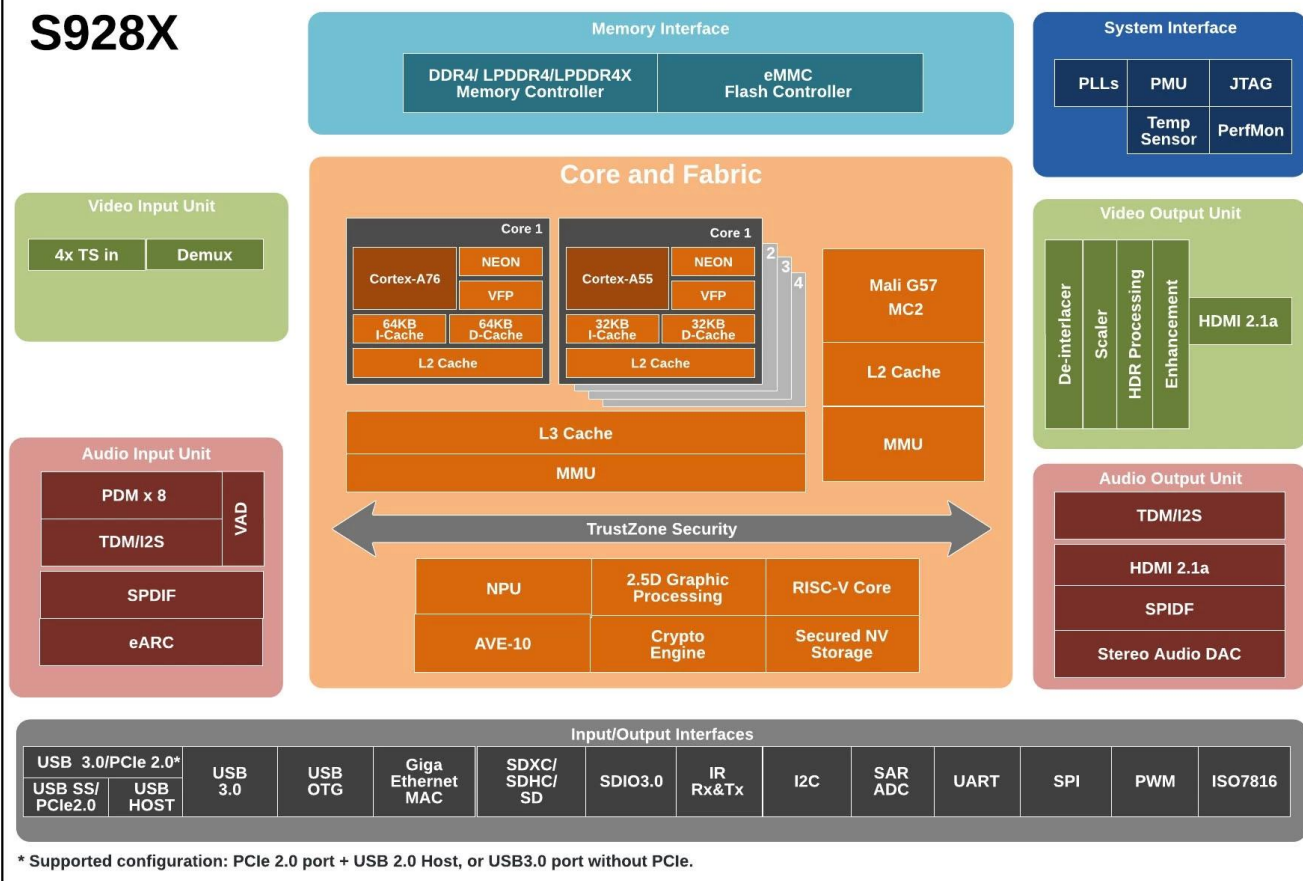 S928X
Memory Interface
DDR4/ LPDDR4/LPDDR4X
Memory Controller
eMMC
Flash Controller
System Interface
PLLs
PMU
JTAG
Temp
Sensor
PerfMon
Video Input Unit
4x TS in
Demux
Core and Fabric
Core 1
Cortex-A76
NEON
VFP
64KB
I-Cache
64KB
D-Cache
L2 Cache
Core 1
2
3
4
Cortex-A55
NEON
VFP
32KB
I-Cache
32KB
D-Cache
L2 Cache
L3 Cache
MMU
Mali G57
MC2
L2 Cache
MMU
TrustZone Security
NPU
2.5D Graphic
Processing
RISC-V Core
AVE-10
Crypto
Engine
Secured NV
Storage
Video Output Unit
De-interlacer
Scaler
HDR Processing
Enhancement
HDMI 2.1a
Audio Input Unit
PDM x 8
TDM/I2S
VAD
SPDIF
eARC
Audio Output Unit
TDM/I2S
HDMI 2.1a
SPIDF
Stereo Audio DAC
Input/Output Interfaces
USB 3.0/PCIe 2.0*
USB SS/
PCIe2.0
USB
HOST
USB
3.0
USB
OTG
Giga
Ethernet
MAC
SDXC/
SDHC/
SD
SDIO3.0
IR
Rx&Tx
I2C
SAR
ADC
UART
SPI
PWM
ISO7816
* Supported configuration: PCIe 2.0 port + USB 2.0 Host, or USB3.0 port without PCIe.